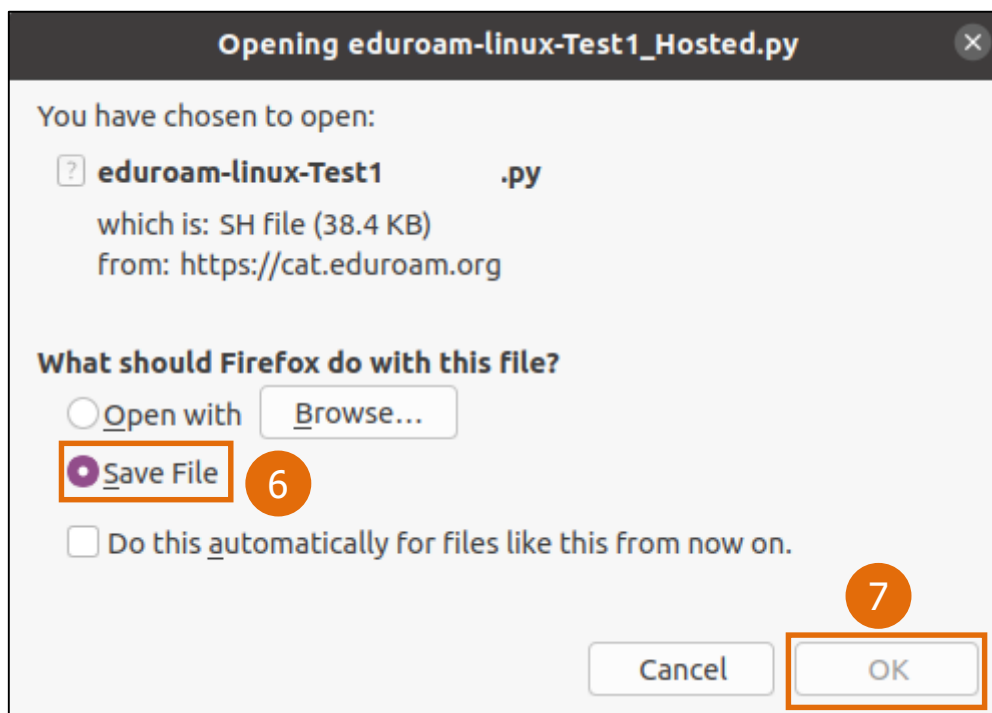 Opening eduroam-linux-Test1_Hosted.py
You have chosen to open:
eduroam-linux-Test1 .py
which is: SH file (38.4 KB)
from: https://cat.eduroam.org
What should Firefox do with this file?
Open with Browse...
Save File 6
Do this automatically for files like this from now on.
7
Cancel OK